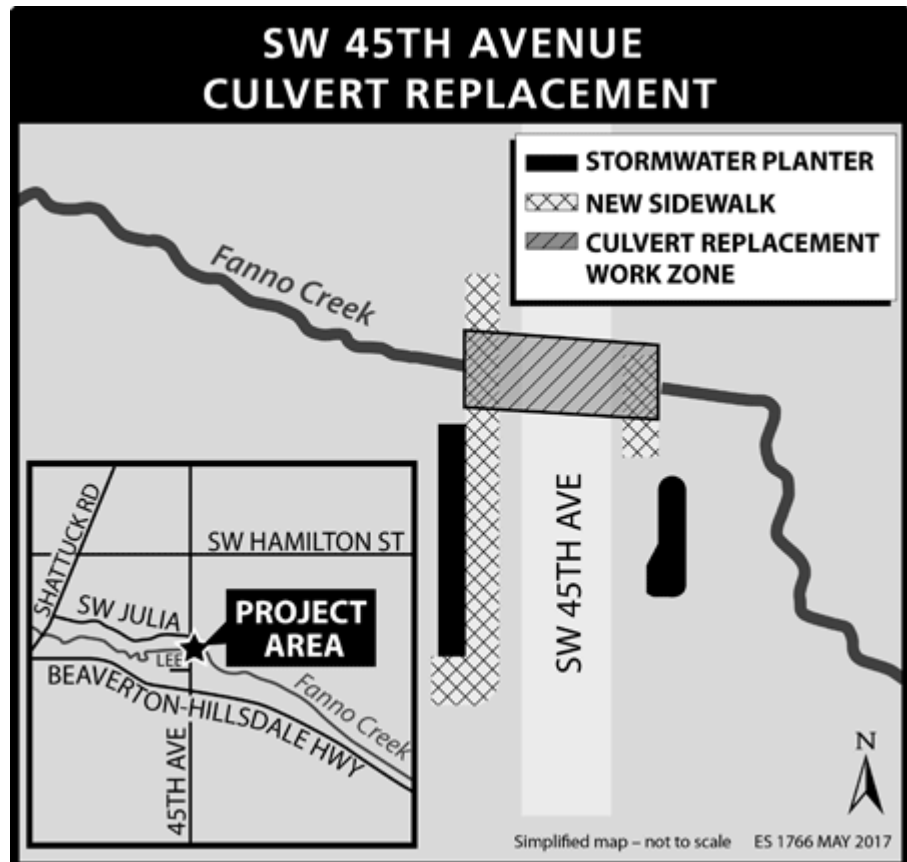 SW 45TH AVENUE
CULVERT REPLACEMENT
STORMWATER PLANTER
NEW SIDEWALK
CULVERT REPLACEMENT
WORK ZONE
Fanno Creek
SW 45TH AVE
SHATTUCK RD
SW HAMILTON ST
SW JULIA
PROJECT
AREA
LEE
BEAVERTON-HILLSDALE HWY
Fanno Creek
45TH AVE
N
Simplified map – not to scale ES 1766 MAY 2017